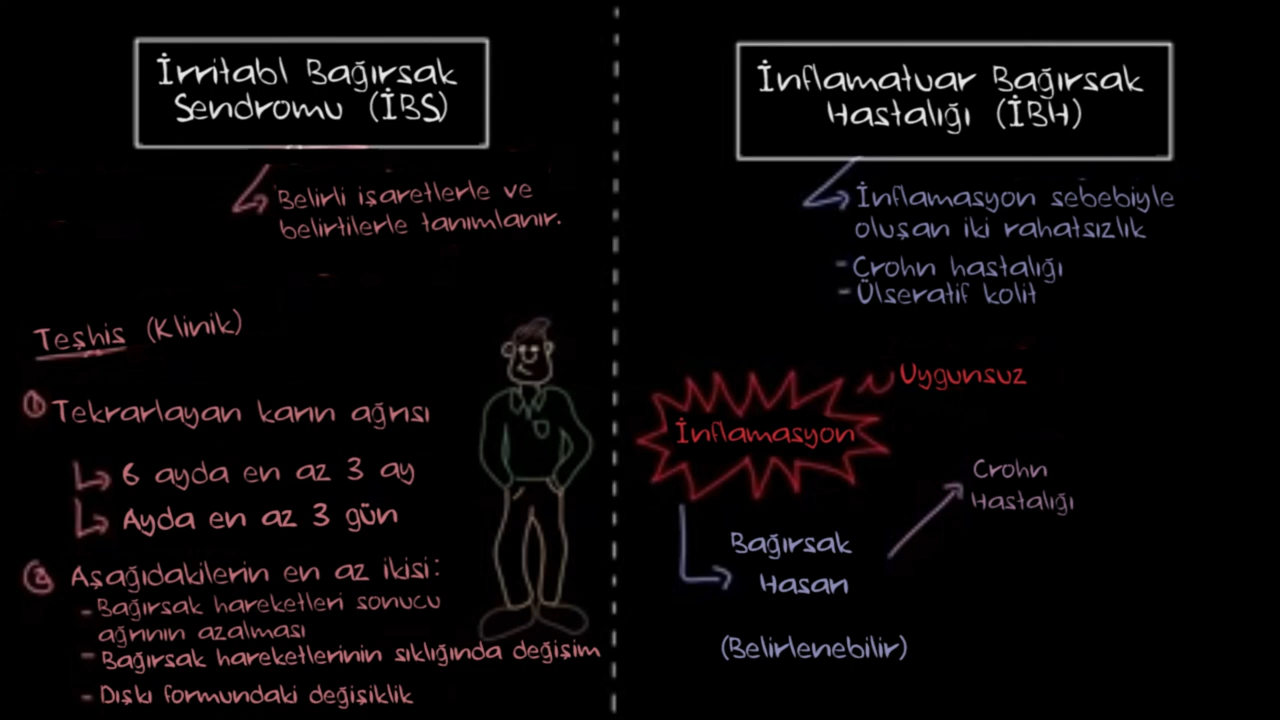 İrritabl Bağırsak
Sendromu (İBS)
Belirli işaretlerle ve
belirtilerle tanımlanır.
Teşhis (Klinik)
1 Tekrarlayan karın ağrısı
6 ayda en az 3 ay
Ayda en az 3 gün
2 Aşağıdakilerin en az ikisi:
- Bağırsak hareketleri sonucu
ağrının azalması
- Bağırsak hareketlerinin sıklığında değişim
- Dışkı formundaki değişiklik
İnflamatuar Bağırsak
Hastalığı (İBH)
İnflamasyon sebebiyle
oluşan iki rahatsızlık
- Crohn hastalığı
- Ülseratif kolit
Uygunsuz
İnflamasyon
Crohn
Hastalığı
Bağırsak
Hasarı
(Belirlenebilir)